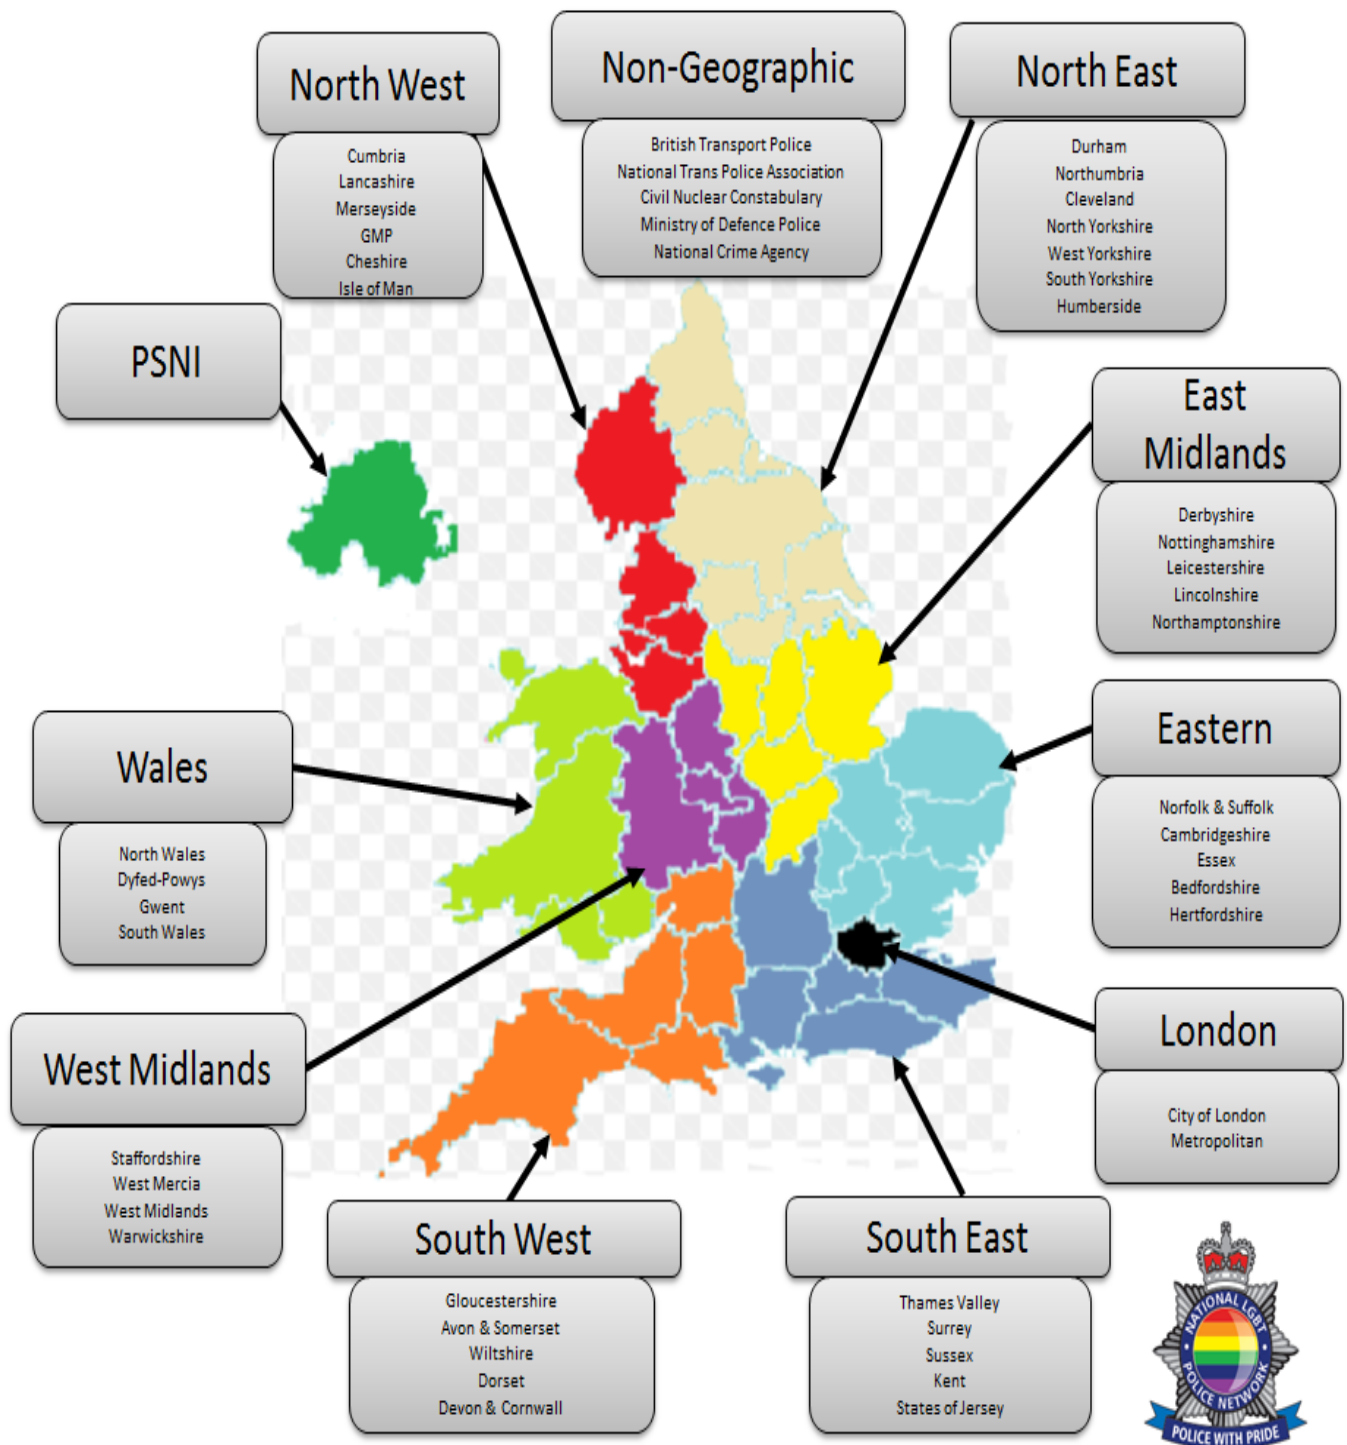 North West
Cumbria
Lancashire
Merseyside
GMP
Cheshire
Isle of Man
Non-Geographic
British Transport Police
National Trans Police Association
Civil Nuclear Constabulary
Ministry of Defence Police
National Crime Agency
North East
Durham
Northumbria
Cleveland
North Yorkshire
West Yorkshire
South Yorkshire
Humberside
PSNI
East
Midlands
Derbyshire
Nottinghamshire
Leicestershire
Lincolnshire
Northamptonshire
Eastern
Norfolk & Suffolk
Cambridgeshire
Essex
Bedfordshire
Hertfordshire
Wales
North Wales
Dyfed-Powys
Gwent
South Wales
London
City of London
Metropolitan
West Midlands
Staffordshire
West Mercia
West Midlands
Warwickshire
South West
Gloucestershire
Avon & Somerset
Wiltshire
Dorset
Devon & Cornwall
South East
Thames Valley
Surrey
Sussex
Kent
States of Jersey
NATIONAL LGBT
POLICE NETWORK
POLICE WITH PRIDE